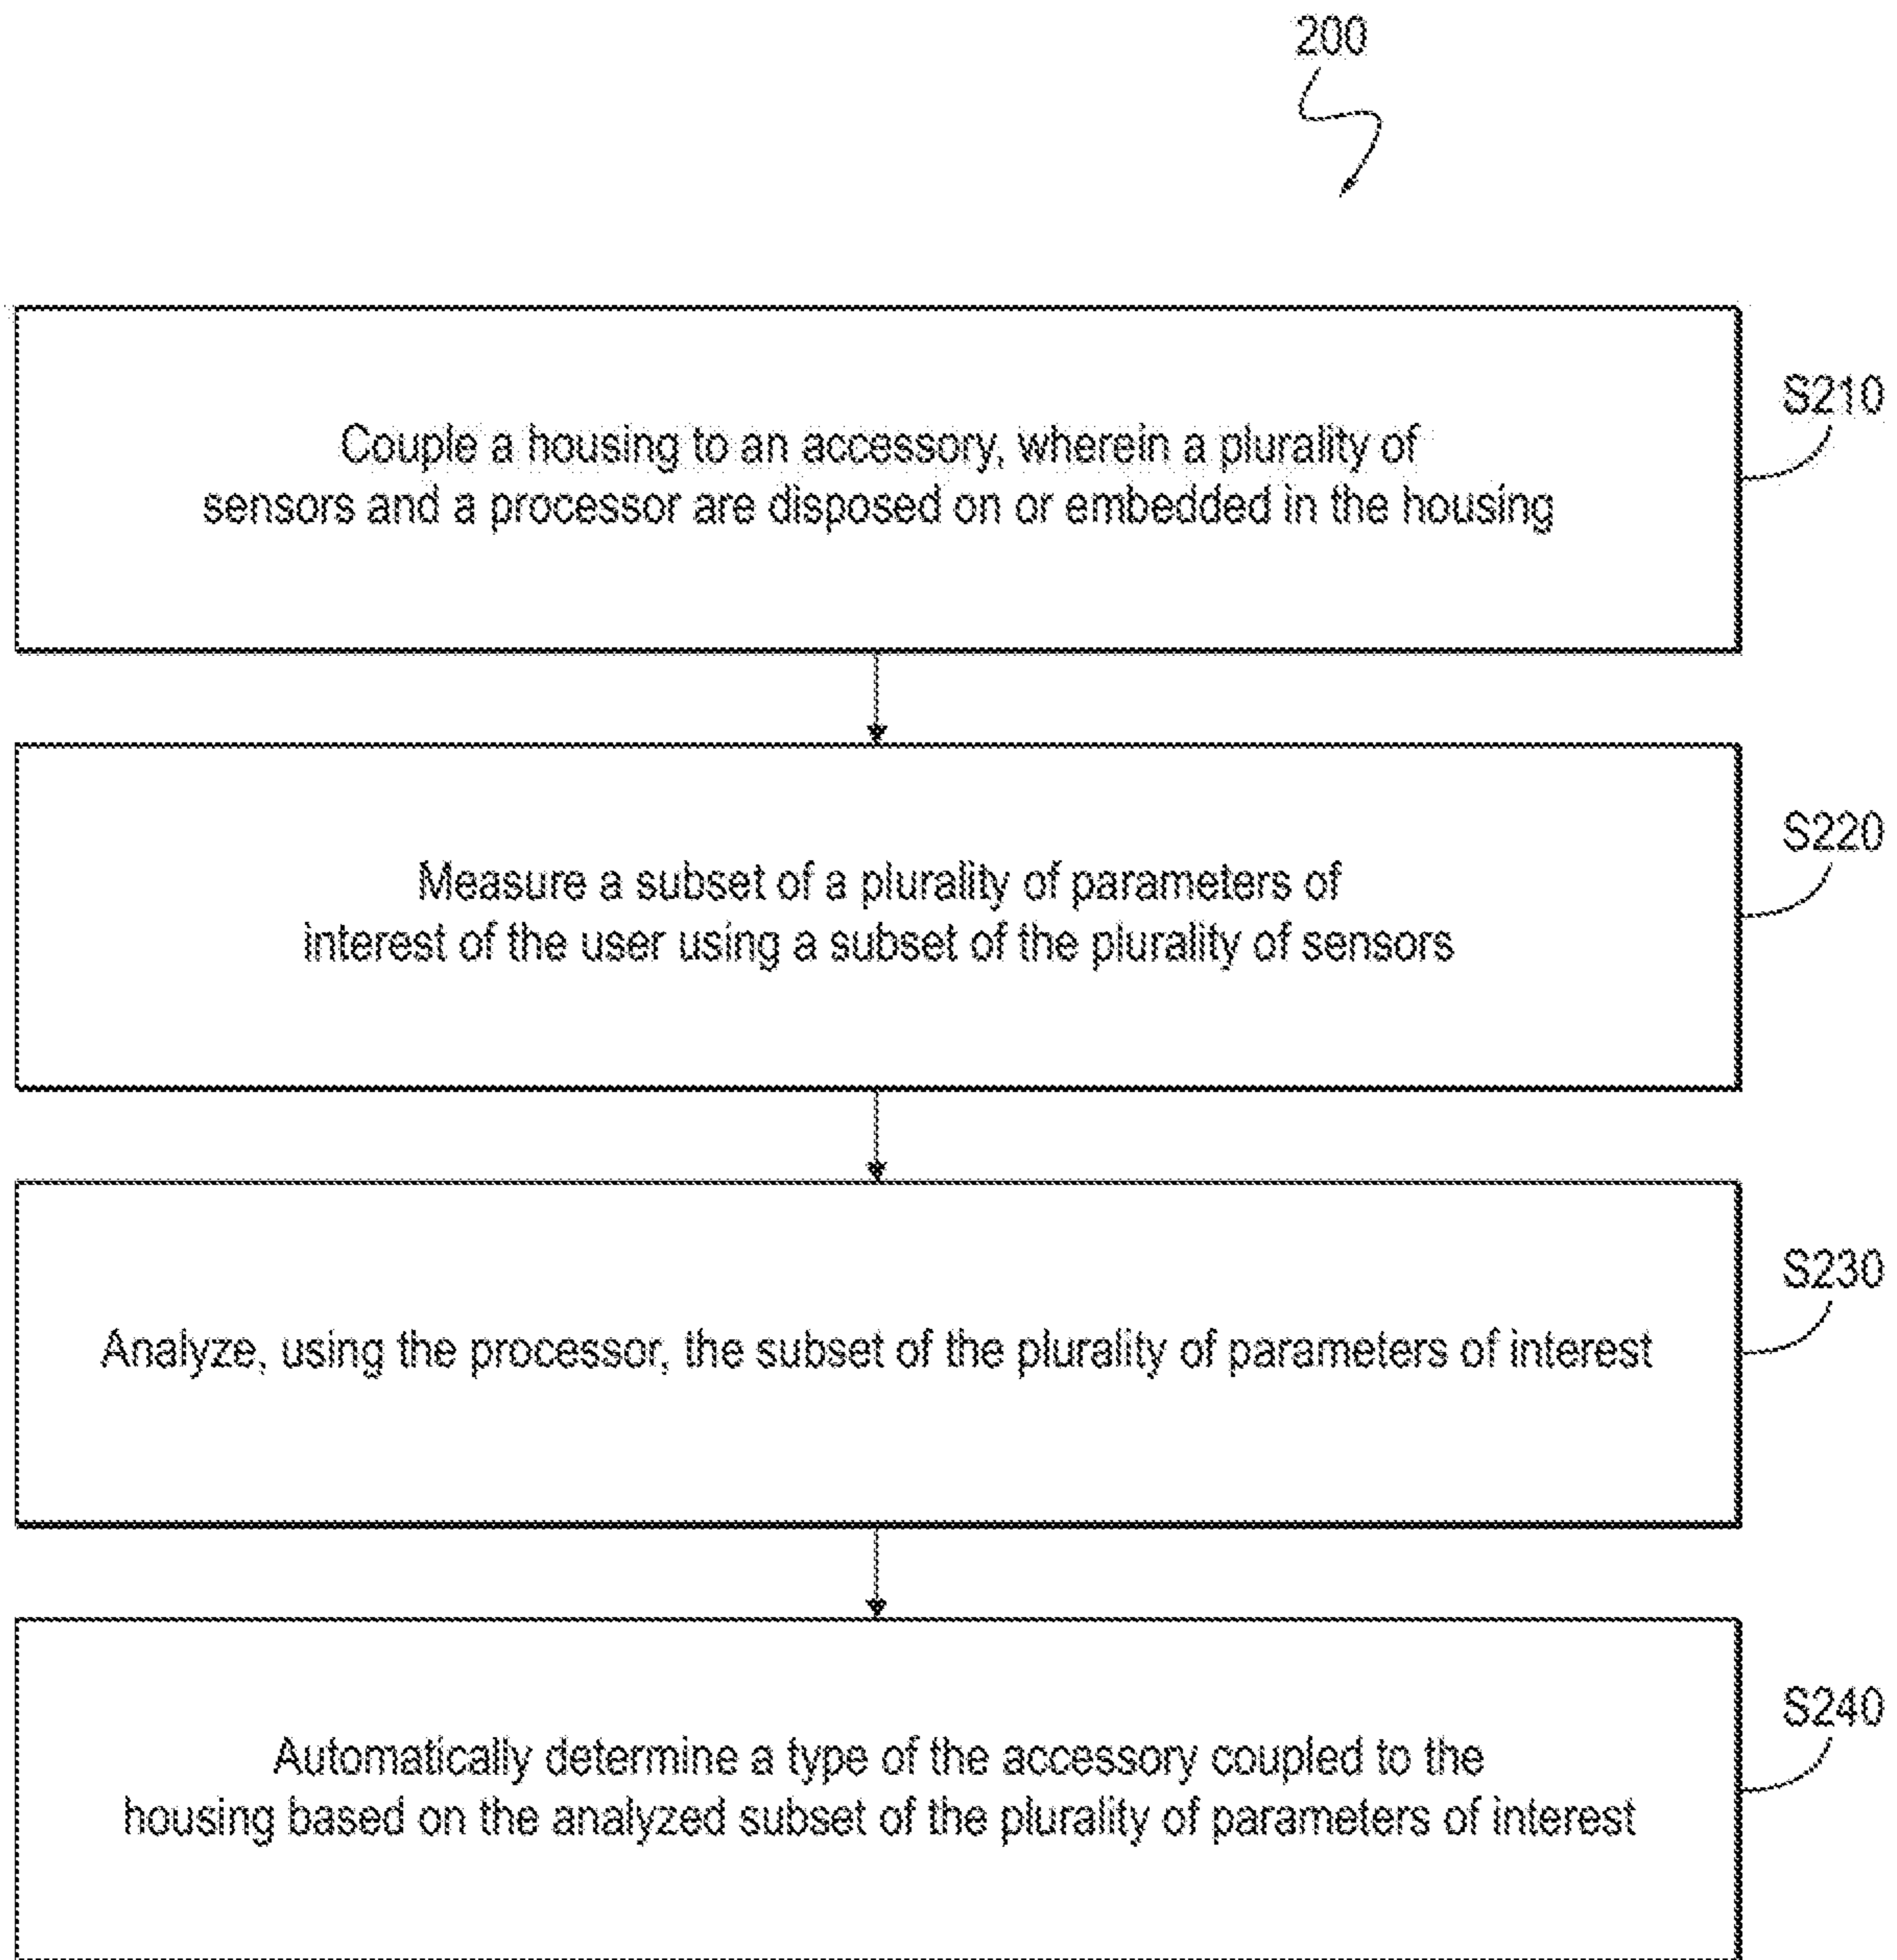 200
Couple a housing to an accessory, wherein a plurality of
sensors and a processor are disposed on or embedded in the housing
S210
Measure a subset of a plurality of parameters of
interest of the user using a subset of the plurality of sensors
S220
Analyze, using the processor, the subset of the plurality of parameters of interest
S230
Automatically determine a type of the accessory coupled to the
housing based on the analyzed subset of the plurality of parameters of interest
S240